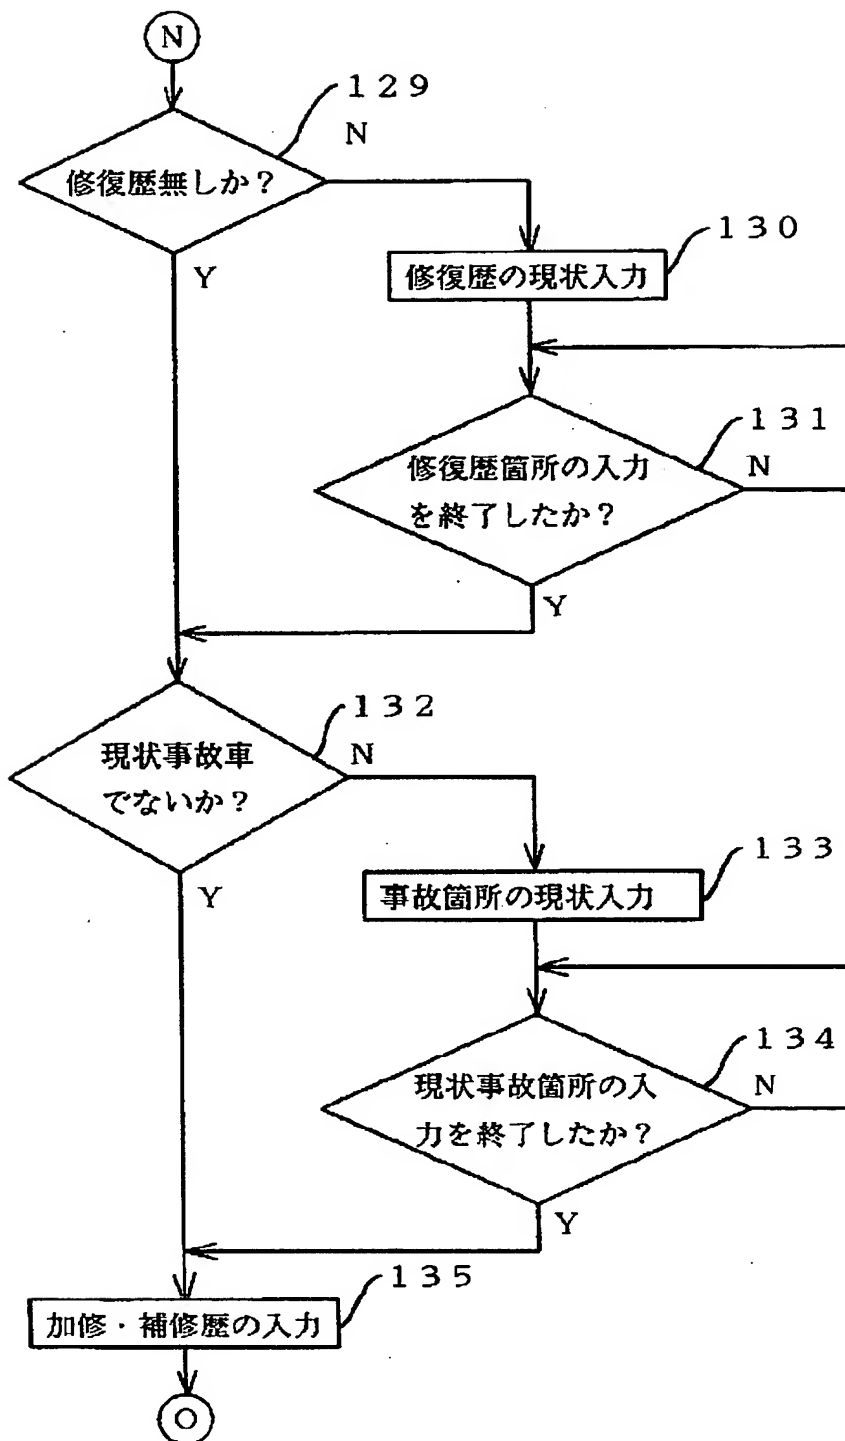 N
129
修復歴無しか？
N
Y
130
修復歴の現状入力
131
修復歴箇所の入力
を終了したか？
N
Y
132
現状事故車
でないか？
N
Y
133
事故箇所の現状入力
134
現状事故箇所の入
力を終了したか？
N
Y
135
加修・補修歴の入力
O